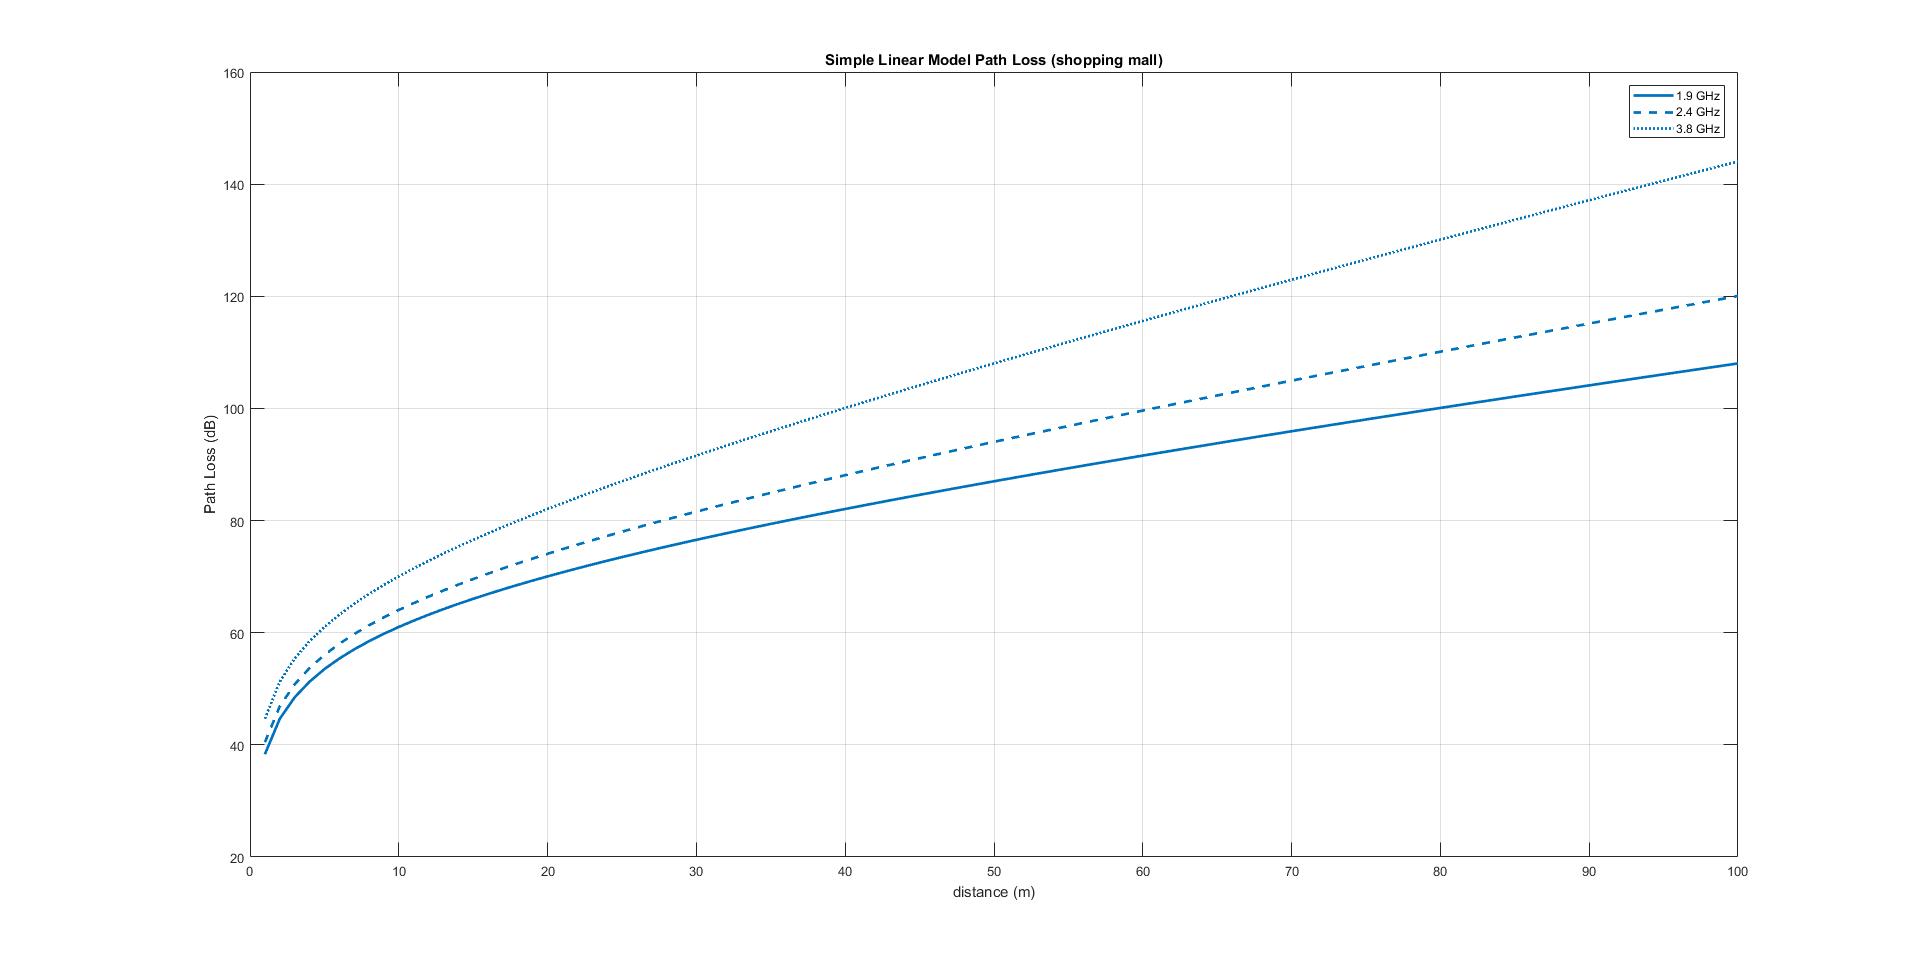 Simple Linear Model Path Loss (shopping mall)
160
140
120
100
80
60
40
20
Path Loss (dB)
1.9 GHz
2.4 GHz
3.8 GHz
0 10 20 30 40 50 60 70 80 90 100
distance (m)